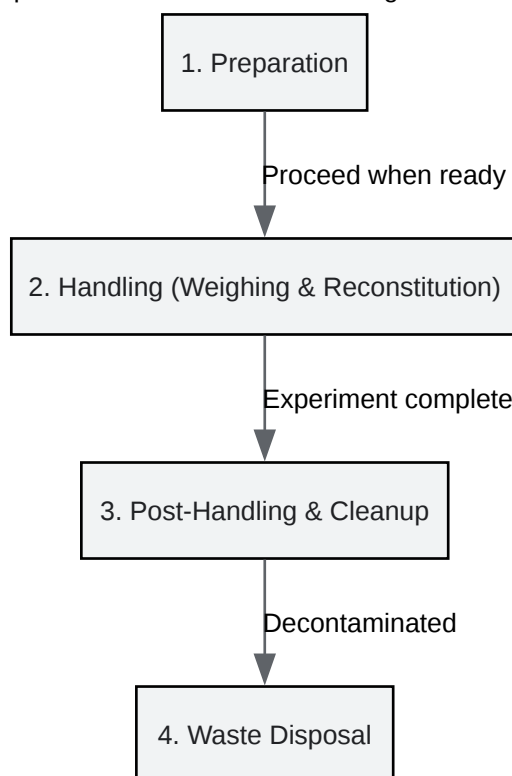 1. Preparation
Proceed when ready
2. Handling (Weighing & Reconstitution)
Experiment complete
3. Post-Handling & Cleanup
Decontaminated
4. Waste Disposal